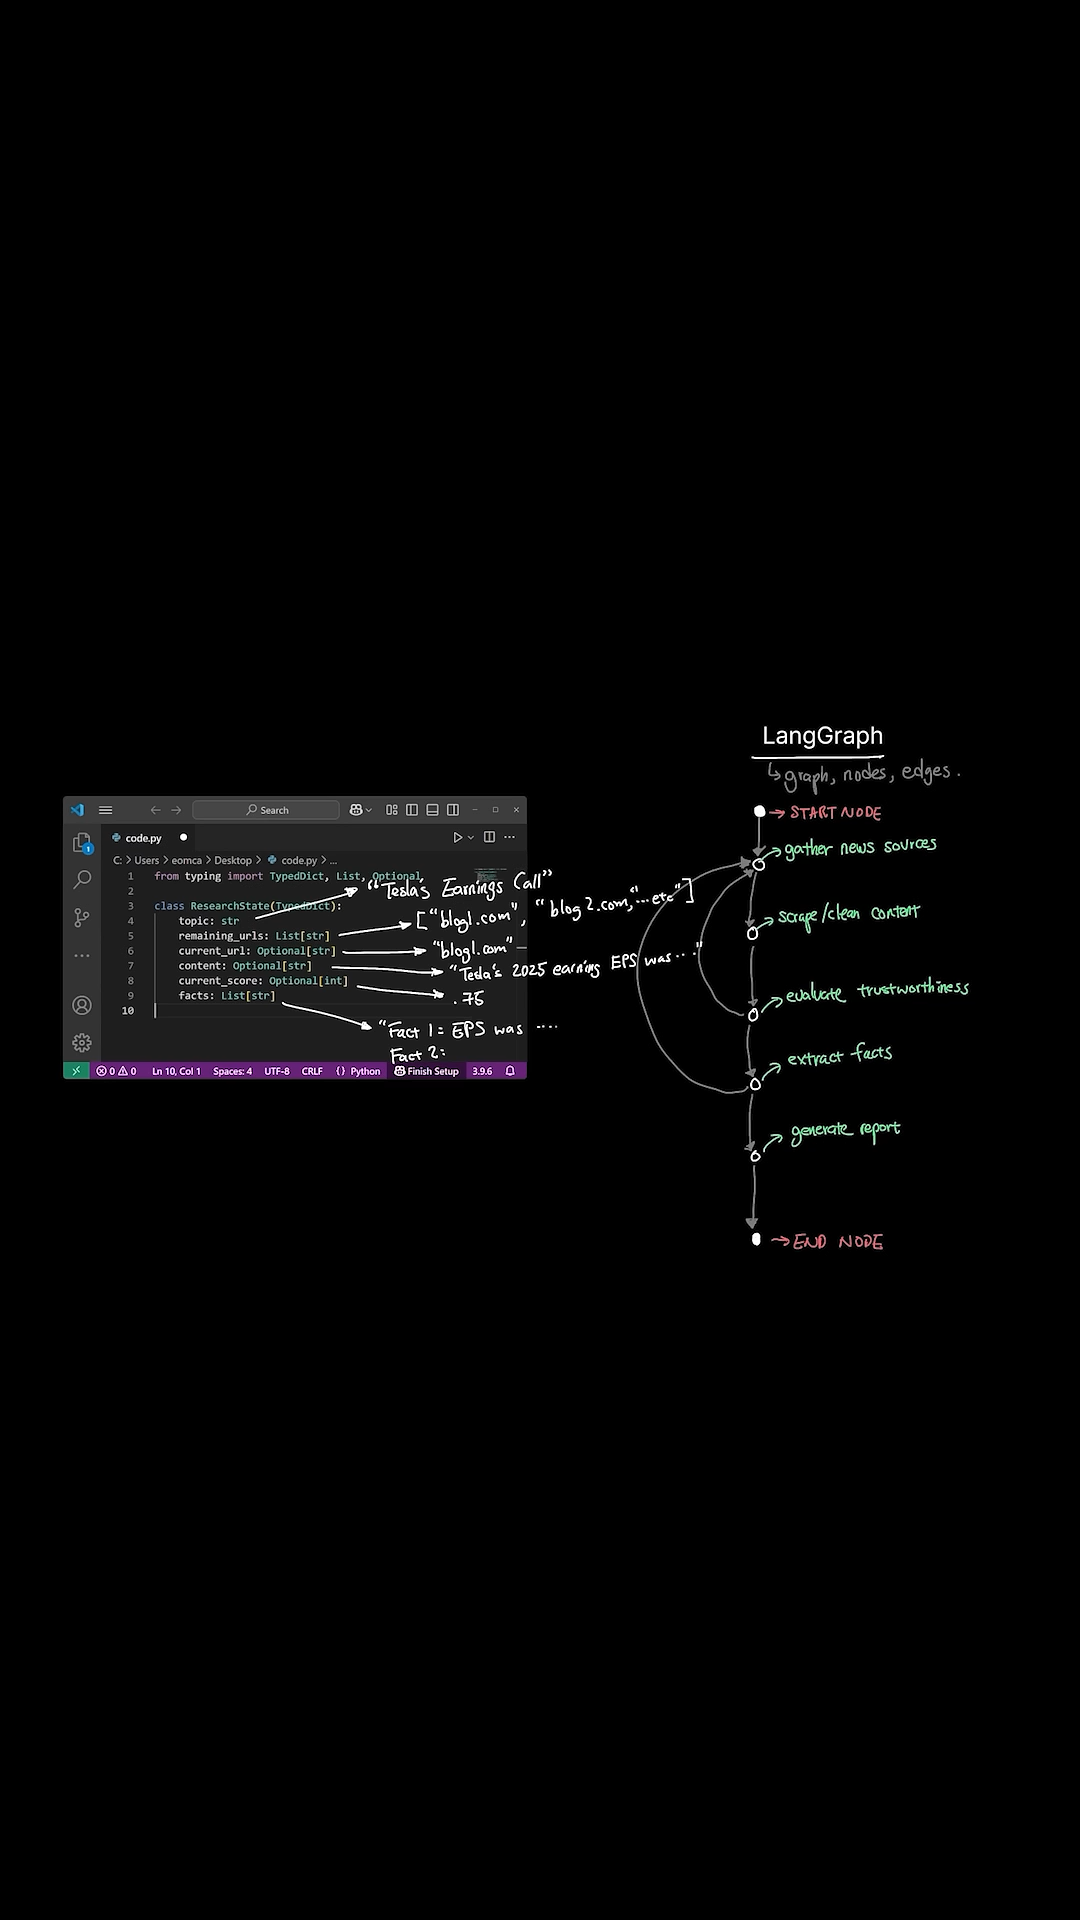 LangGraph
↳ graph, nodes, edges.
→ START NODE
gather news sources
scrape/clean content
evaluate trustworthiness
extract facts
generate report
→ END NODE
Search
code.py
C: > Users > eomca > Desktop > code.py > ...
1 from typing import TypedDict, List, Optional
2
3 class ResearchState(TypedDict):
4 topic: str
5 remaining_urls: List[str]
6 current_url: Optional[str]
7 content: Optional[str]
8 current_score: Optional[int]
9 facts: List[str]
10
"Tesla's Earnings Call"
["blog1.com", "blog2.com, "...etc"]
"blog1.com"
"Tesla's 2025 earning EPS was ..."
.75
"Fact 1 = EPS was ....
Fact 2:
1
0 0 Ln 10, Col 1 Spaces: 4 UTF-8 CRLF {} Python Finish Setup 3.9.6